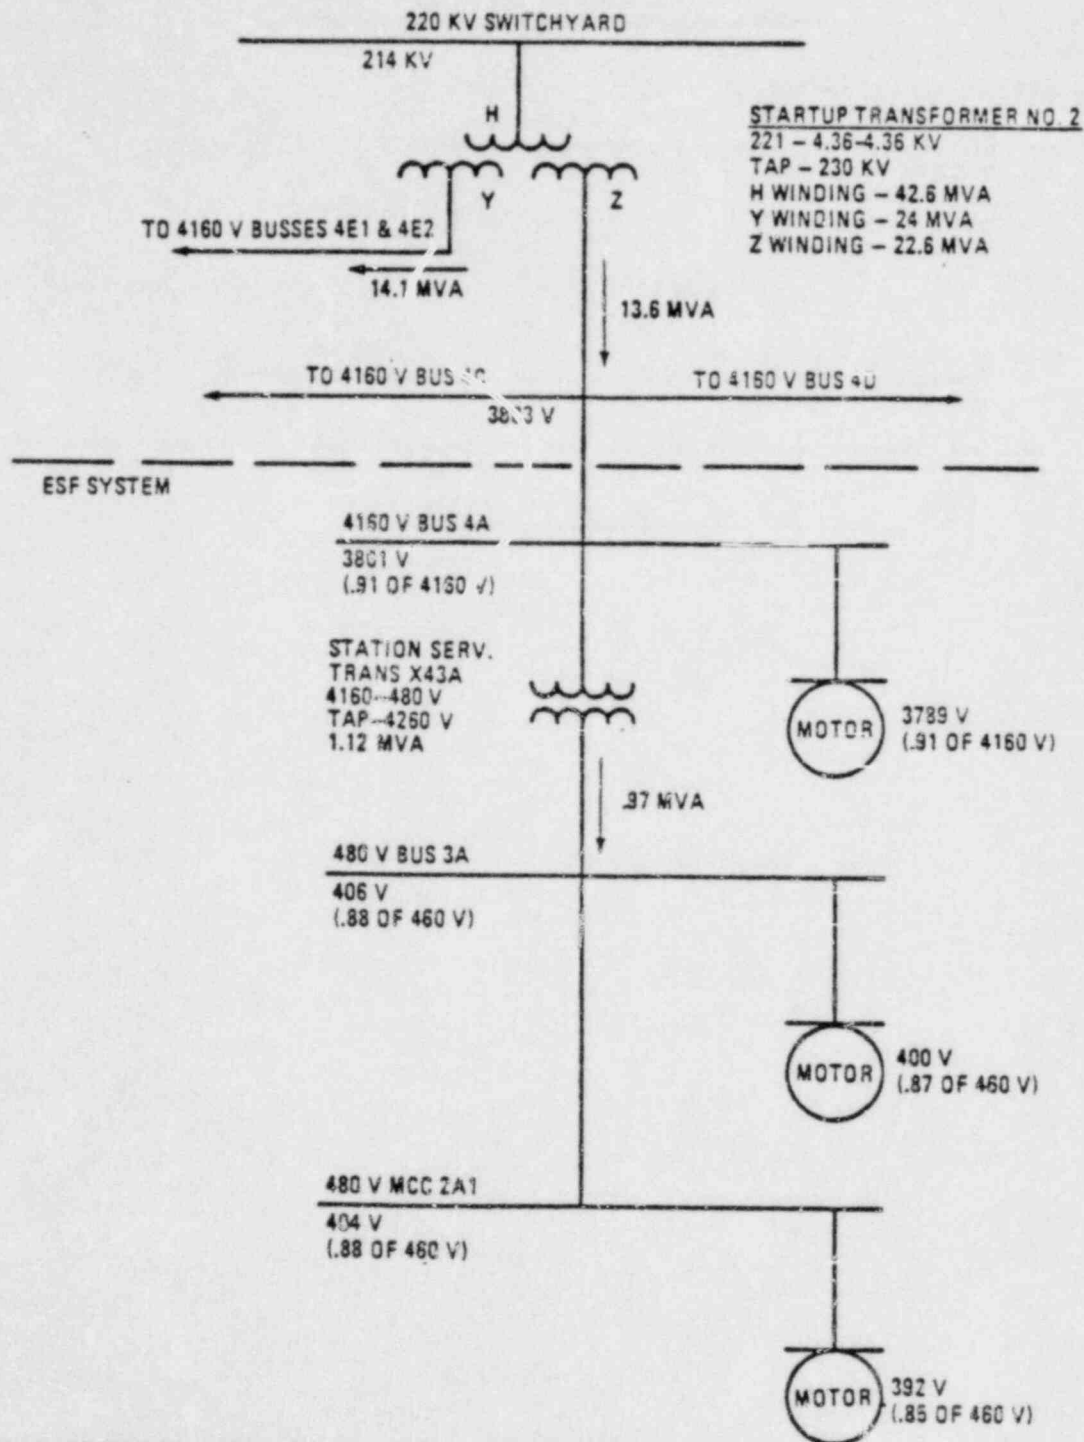 220 KV SWITCHYARD
214 KV
H
Y
Z
STARTUP TRANSFORMER NO. 2
221 – 4.36-4.36 KV
TAP – 230 KV
H WINDING – 42.6 MVA
Y WINDING – 24 MVA
Z WINDING – 22.6 MVA
TO 4160 V BUSSES 4E1 & 4E2
14.1 MVA
13.6 MVA
TO 4160 V BUS
TO 4160 V BUS 4D
V
ESF SYSTEM
4160 V BUS 4A
3801 V
(.91 OF 4160 V)
STATION SERV.
TRANS X43A
4160–480 V
TAP–4260 V
1.12 MVA
MOTOR
3789 V
(.91 OF 4160 V)
.97 MVA
480 V BUS 3A
406 V
(.88 OF 460 V)
MOTOR
400 V
(.87 OF 460 V)
480 V MCC 2A1
404 V
(.88 OF 460 V)
MOTOR
392 V
(.85 OF 460 V)